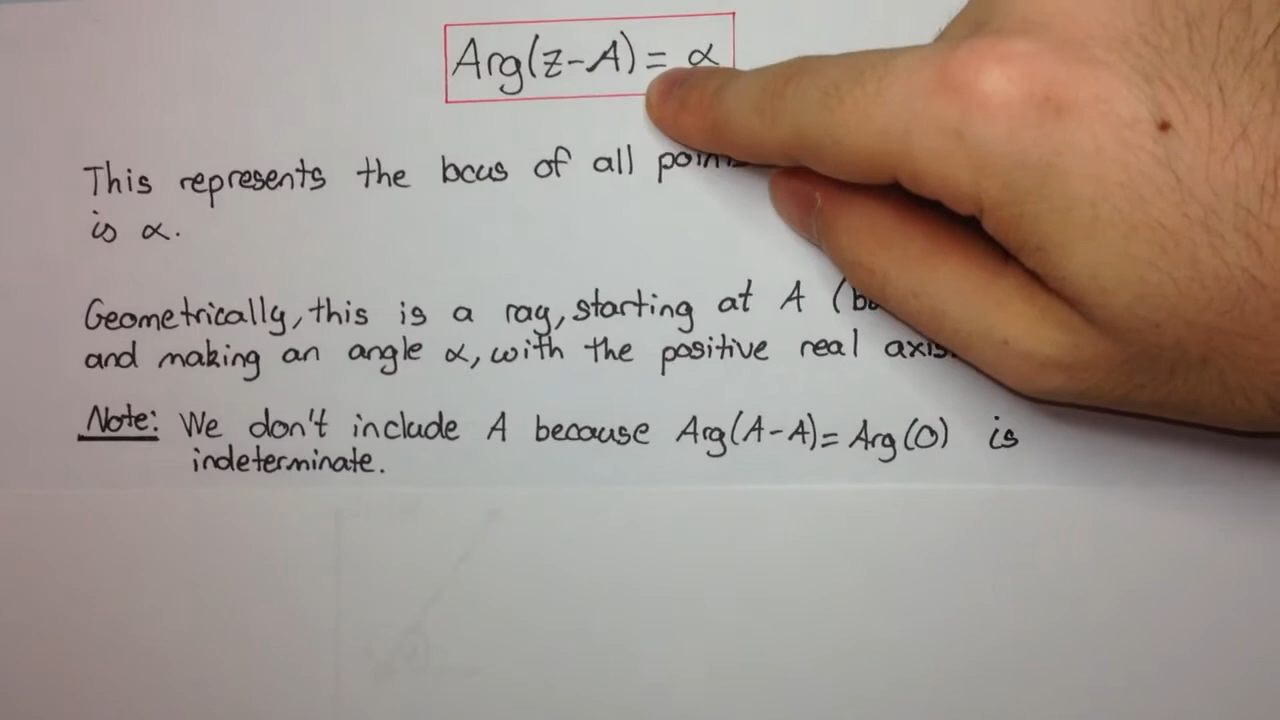 Arg(z-A) = α
This represents the locus of all
is α.
Geometrically, this is a ray, starting at A
and making an angle α, with the positive real axis.
Note: We don't include A because Arg(A-A)=Arg(0) is
indeterminate.